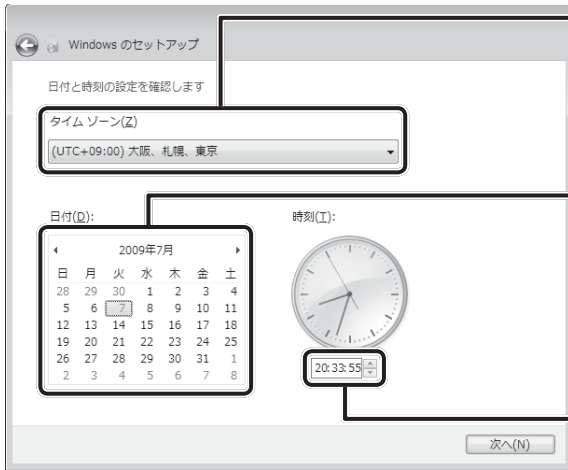 Windows のセットアップ
日付と時刻の設定を確認します
タイム ゾーン(Z)
(UTC+09:00) 大阪、札幌、東京
日付(D):
時刻(T):
2009年7月
日 月 火 水 木 金 土
28 29 30 1 2 3 4
5 6 7 8 9 10 11
12 13 14 15 16 17 18
19 20 21 22 23 24 25
26 27 28 29 30 31 1
2 3 4 5 6 7 8
20:33:55
次へ(N)